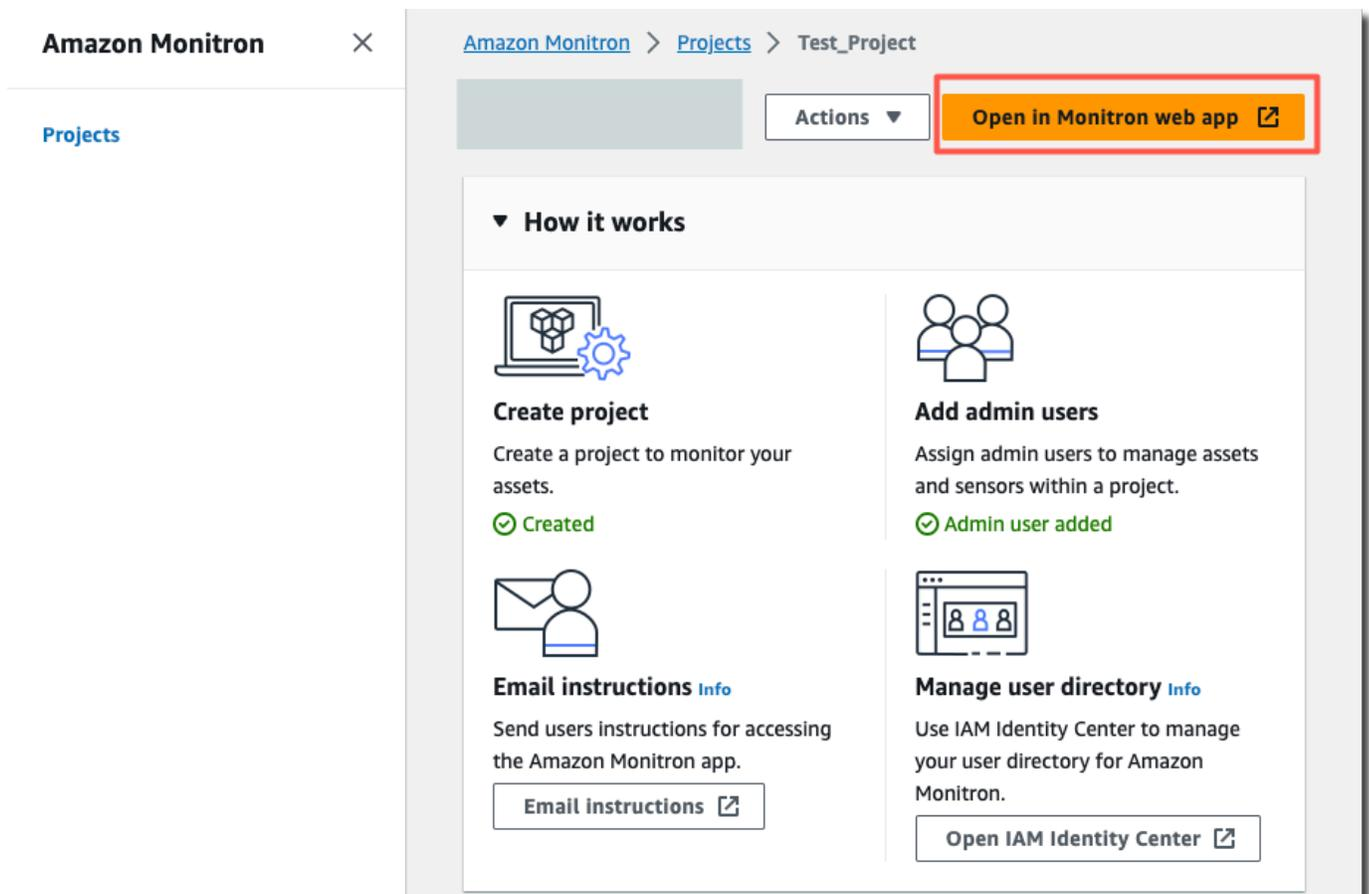 Amazon Monitron
Projects
Amazon Monitron > Projects > Test_Project
Actions
Open in Monitron web app
How it works
Create project
Create a project to monitor your
assets.
Created
Add admin users
Assign admin users to manage assets
and sensors within a project.
Admin user added
Email instructions Info
Send users instructions for accessing
the Amazon Monitron app.
Email instructions
Manage user directory Info
Use IAM Identity Center to manage
your user directory for Amazon
Monitron.
Open IAM Identity Center